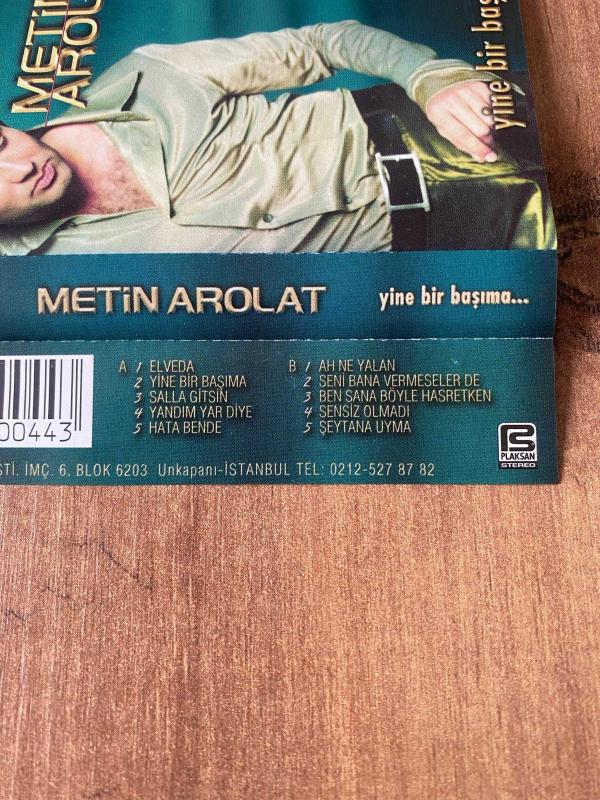 METİN
yine bir
METİN AROLAT
yine bir başıma...
A 1 ELVEDA
2 YİNE BİR BAŞIMA
3 SALLA GİTSİN
4 YANDIM YAR DİYE
5 HATA BENDE
B 1 AH NE YALAN
2 SENİ BANA VERMESELER DE
3 BEN SANA BÖYLE HASRETKEN
4 SENSİZ OLMADI
5 ŞEYTANA UYMA
00443
PLAKSAN
STEREO
ŞTİ. İMÇ. 6. BLOK 6203 Unkapanı-İSTANBUL TEL: 0212-527 87 82